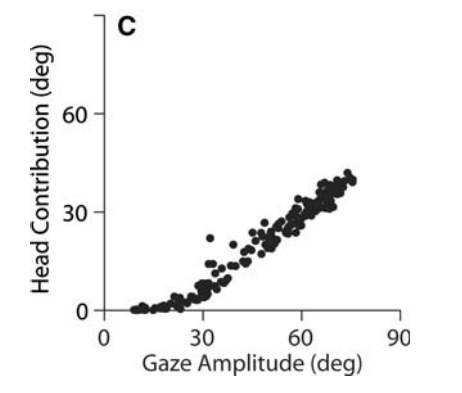 C
Head Contribution (deg)
60
30
0
0 30 60 90
Gaze Amplitude (deg)